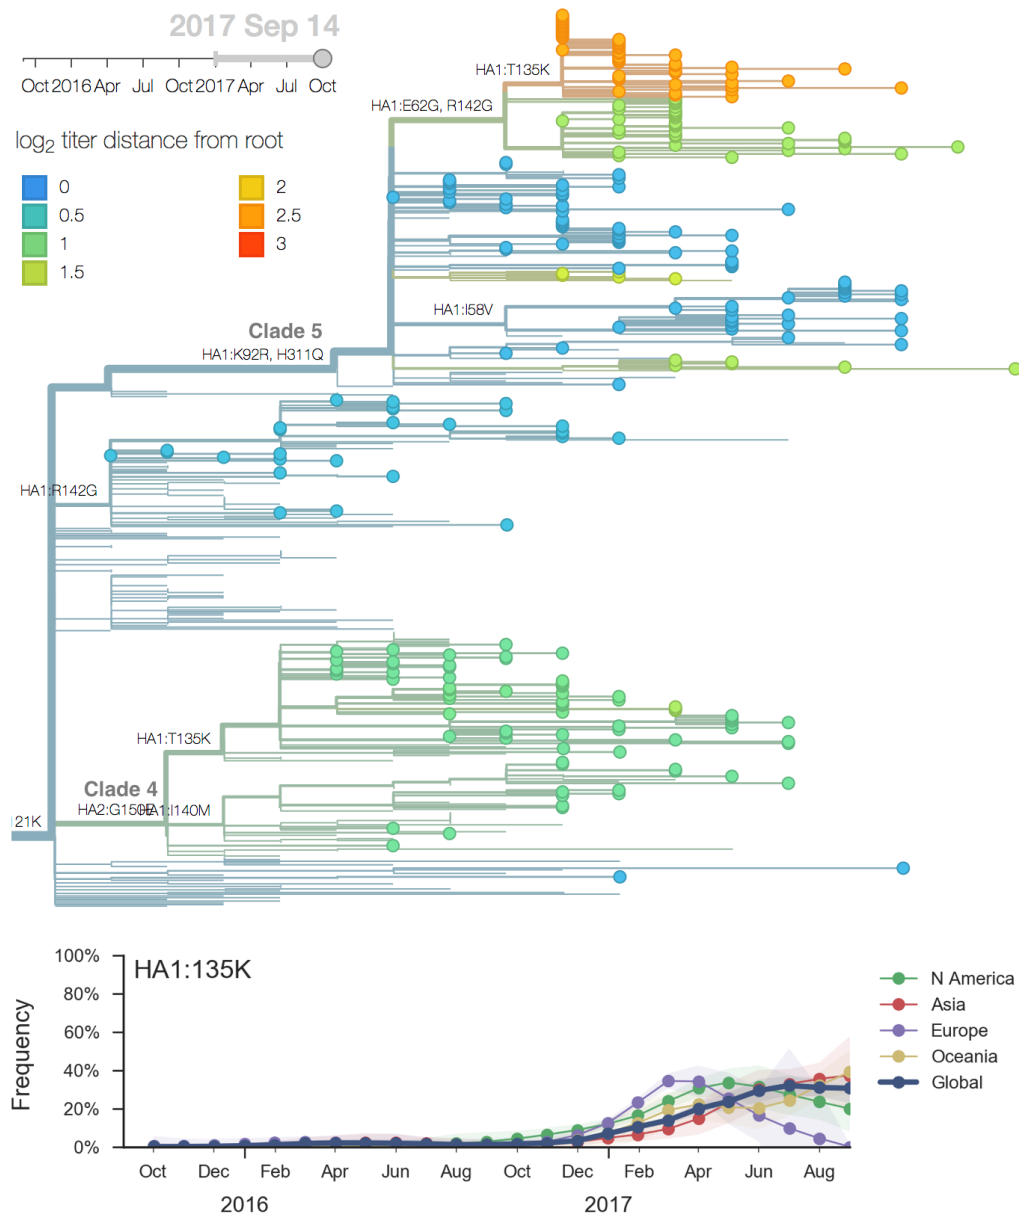 2017 Sep 14
Oct 2016 Apr Jul Oct 2017 Apr Jul Oct
log2 titer distance from root
0 2
0.5 2.5
1 3
1.5
HA1:T135K
HA1:E62G, R142G
HA1:I58V
Clade 5
HA1:K92R, H311Q
HA1:R142G
HA1:T135K
Clade 4
HA2:G150E HA1:I140M
21K
HA1:135K
100%
80%
60%
40%
20%
0%
Frequency
Oct Dec Feb Apr Jun Aug Oct Dec Feb Apr Jun Aug
2016 2017
N America
Asia
Europe
Oceania
Global